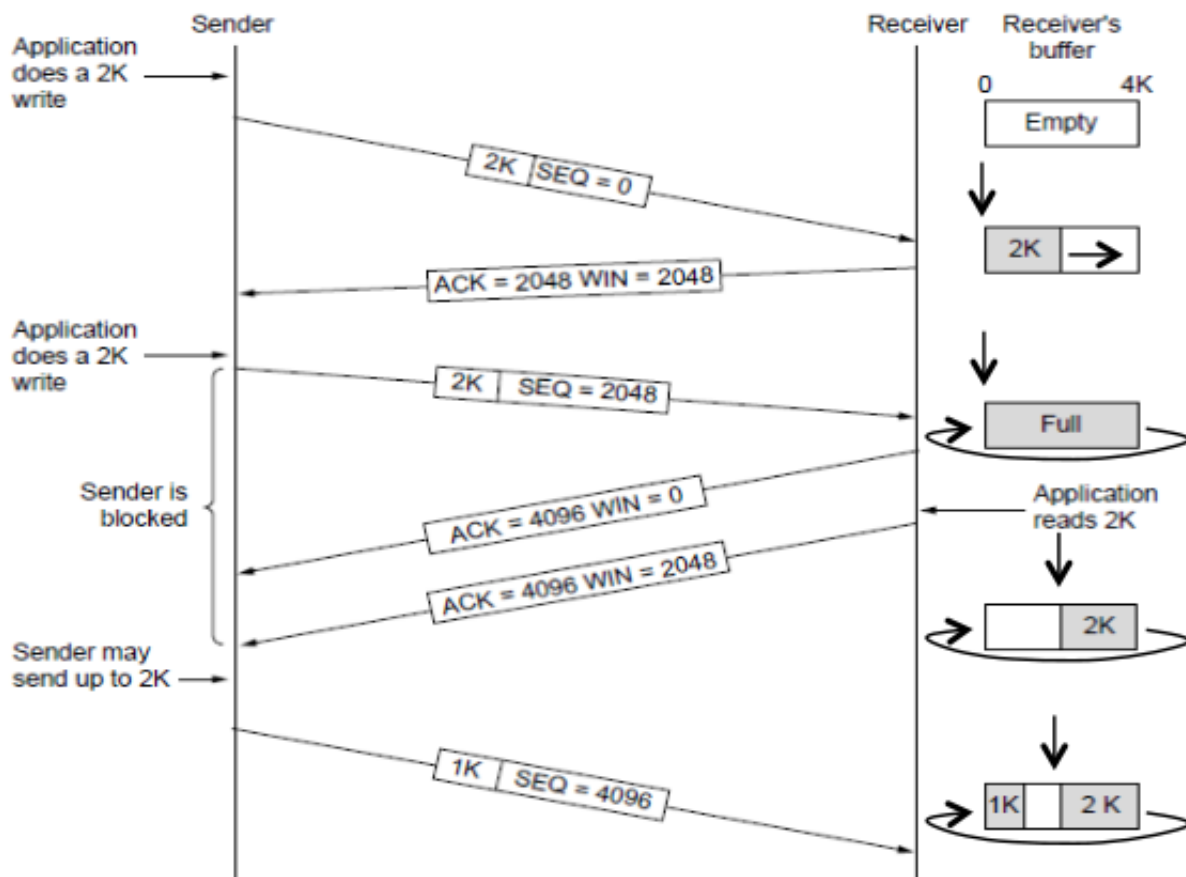 Sender
Receiver
Receiver's
buffer
Application
does a 2K
write
0 4K
Empty
2K SEQ = 0
2K
ACK = 2048 WIN = 2048
Application
does a 2K
write
2K SEQ = 2048
Full
Sender is
blocked
ACK = 4096 WIN = 0
Application
reads 2K
ACK = 4096 WIN = 2048
2K
Sender may
send up to 2K
1K SEQ = 4096
1K 2 K